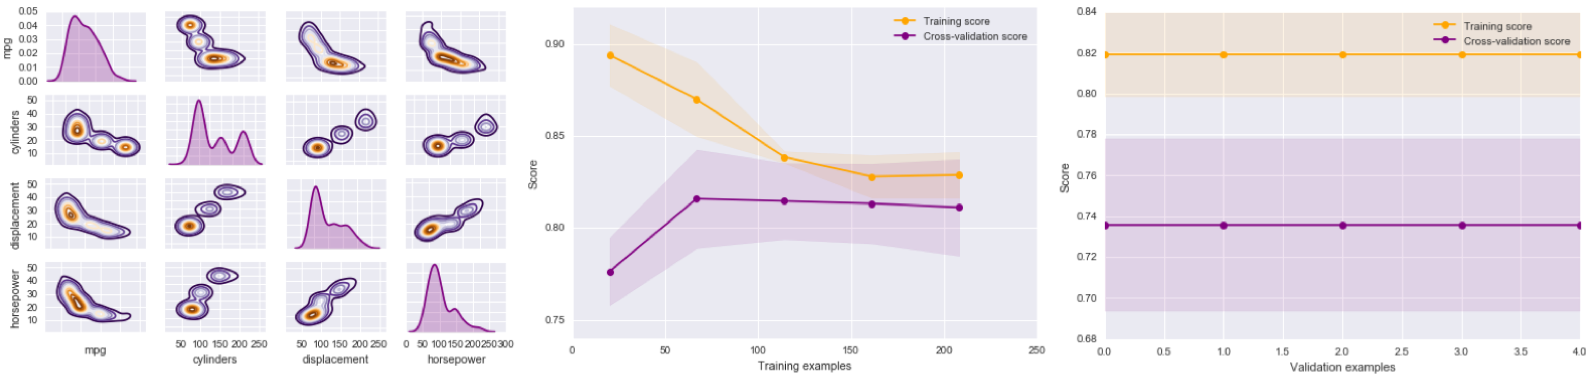 mpg
0.05
0.04
0.03
0.02
0.01
0.00
cylinders
50
40
30
20
10
displacement
50
40
30
20
10
horsepower
50
40
30
20
10
50 100 150 200 250
50 100 150 200 250
0 50 100 150 200 250 300
mpg
cylinders
displacement
horsepower
Training score
Cross-validation score
Score
0.90
0.85
0.80
0.75
0 50 100 150 200 250
Training examples
Training score
Cross-validation score
Score
0.84
0.82
0.80
0.78
0.76
0.74
0.72
0.70
0.68
0.0 0.5 1.0 1.5 2.0 2.5 3.0 3.5 4.0
Validation examples